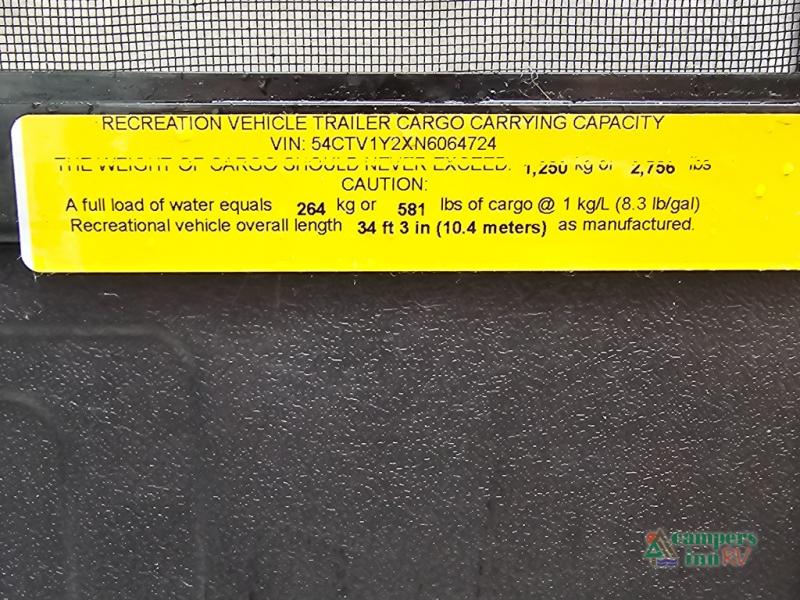 RECREATION VEHICLE TRAILER CARGO CARRYING CAPACITY
VIN: 54CTV1Y2XN6064724
THE WEIGHT OF CARGO SHOULD NEVER EXCEED: 1,250 kg or 2,756 lbs
CAUTION:
A full load of water equals 264 kg or 581 lbs of cargo @ 1 kg/L (8.3 lb/gal)
Recreational vehicle overall length 34 ft 3 in (10.4 meters) as manufactured.
campers
inn RV